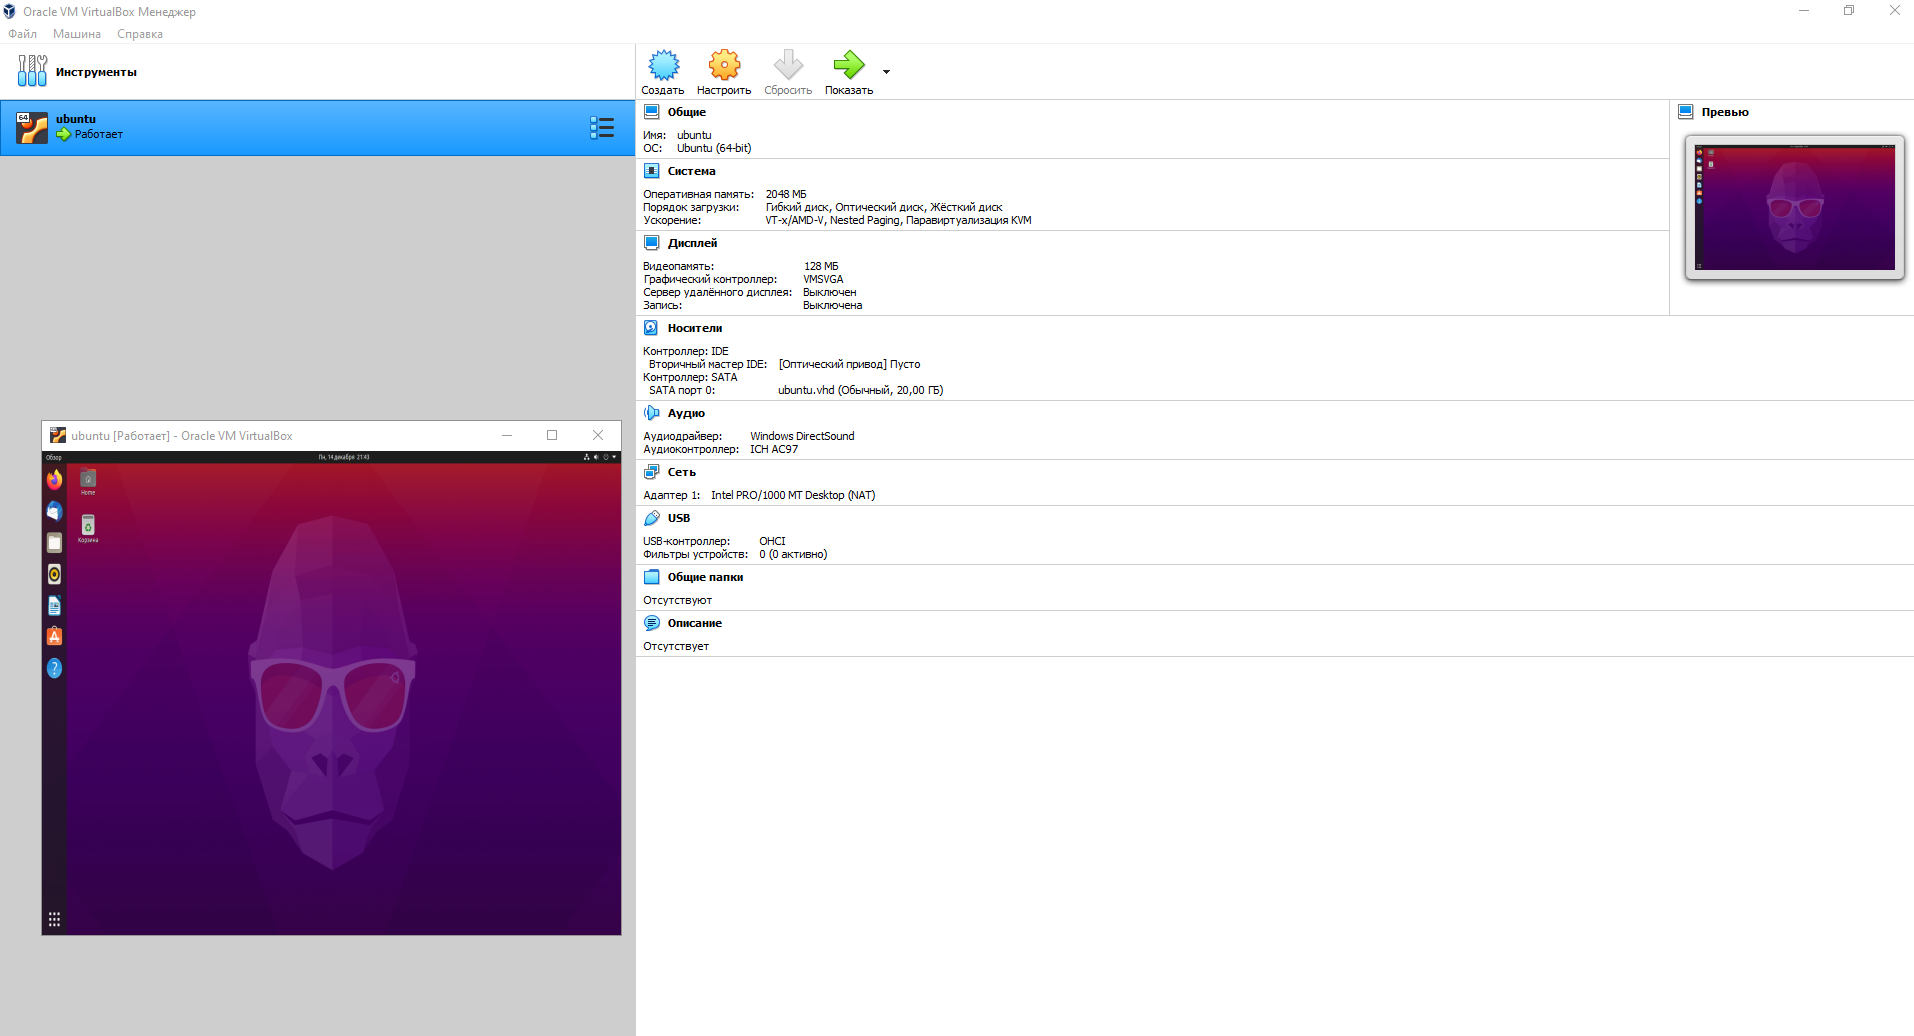 Oracle VM VirtualBox Менеджер
Файл Машина Справка
Инструменты
64
ubuntu
Работает
Создать Настроить Сбросить Показать
Общие
Имя: ubuntu
ОС: Ubuntu (64-bit)
Система
Оперативная память: 2048 МБ
Порядок загрузки: Гибкий диск, Оптический диск, Жёсткий диск
Ускорение: VT-x/AMD-V, Nested Paging, Паравиртуализация KVM
Дисплей
Видеопамять: 128 МБ
Графический контроллер: VMSVGA
Сервер удалённого дисплея: Выключен
Запись: Выключена
Носители
Контроллер: IDE
Вторичный мастер IDE: [Оптический привод] Пусто
Контроллер: SATA
SATA порт 0: ubuntu.vhd (Обычный, 20,00 ГБ)
Аудио
Аудиодрайвер: Windows DirectSound
Аудиоконтроллер: ICH AC97
Сеть
Адаптер 1: Intel PRO/1000 MT Desktop (NAT)
USB
USB-контроллер: OHCI
Фильтры устройств: 0 (0 активно)
Общие папки
Отсутствуют
Описание
Отсутствует
Превью
ubuntu [Работает] - Oracle VM VirtualBox
Обзор
Пн, 14 декабря 21:43
Home
Корзина